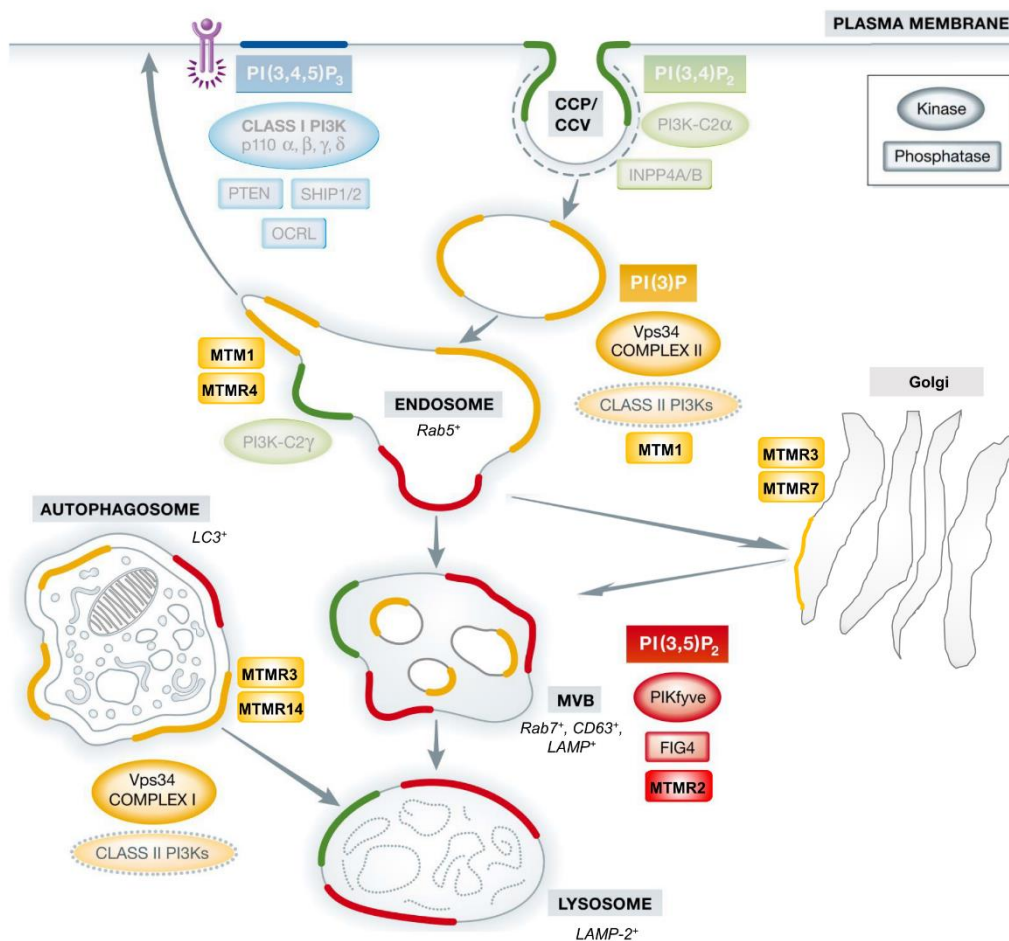 PLASMA MEMBRANE
PI(3,4,5)P3
PI(3,4)P2
Kinase
Phosphatase
CLASS I PI3K
p110 α, β, γ, δ
CCP/
CCV
PI3K-C2α
PTEN
SHIP1/2
INPP4A/B
OCRL
PI(3)P
Vps34
COMPLEX II
MTM1
MTMR4
CLASS II PI3Ks
Golgi
ENDOSOME
Rab5+
PI3K-C2γ
MTM1
MTMR3
MTMR7
AUTOPHAGOSOME
LC3+
PI(3,5)P2
MTMR3
MTMR14
PIKfyve
MVB
Rab7+, CD63+,
LAMP+
FIG4
MTMR2
Vps34
COMPLEX I
CLASS II PI3Ks
LYSOSOME
LAMP-2+